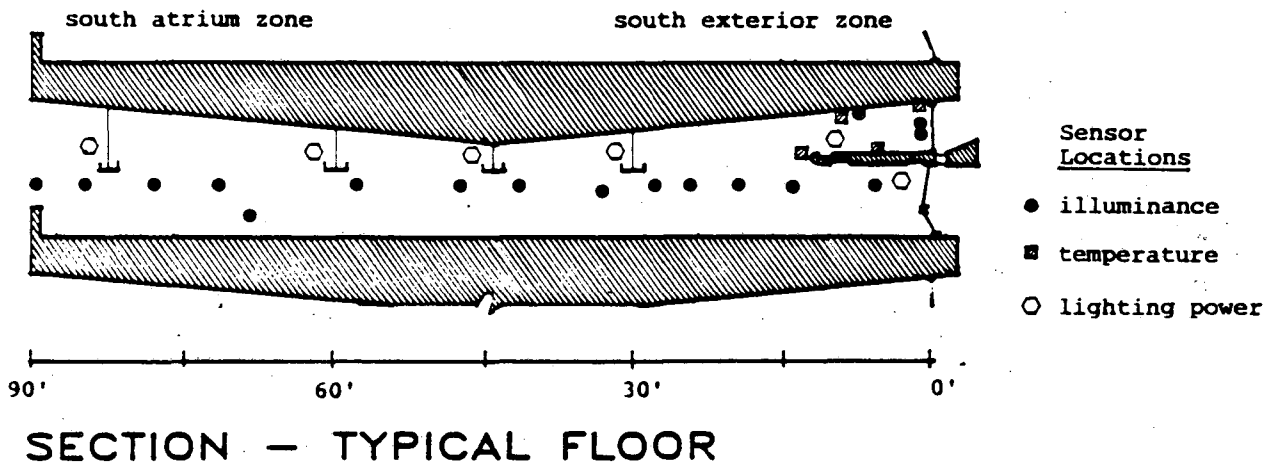 south atrium zone
south exterior zone
Sensor
Locations
illuminance
temperature
lighting power
90'
60'
30'
0'
SECTION — TYPICAL FLOOR